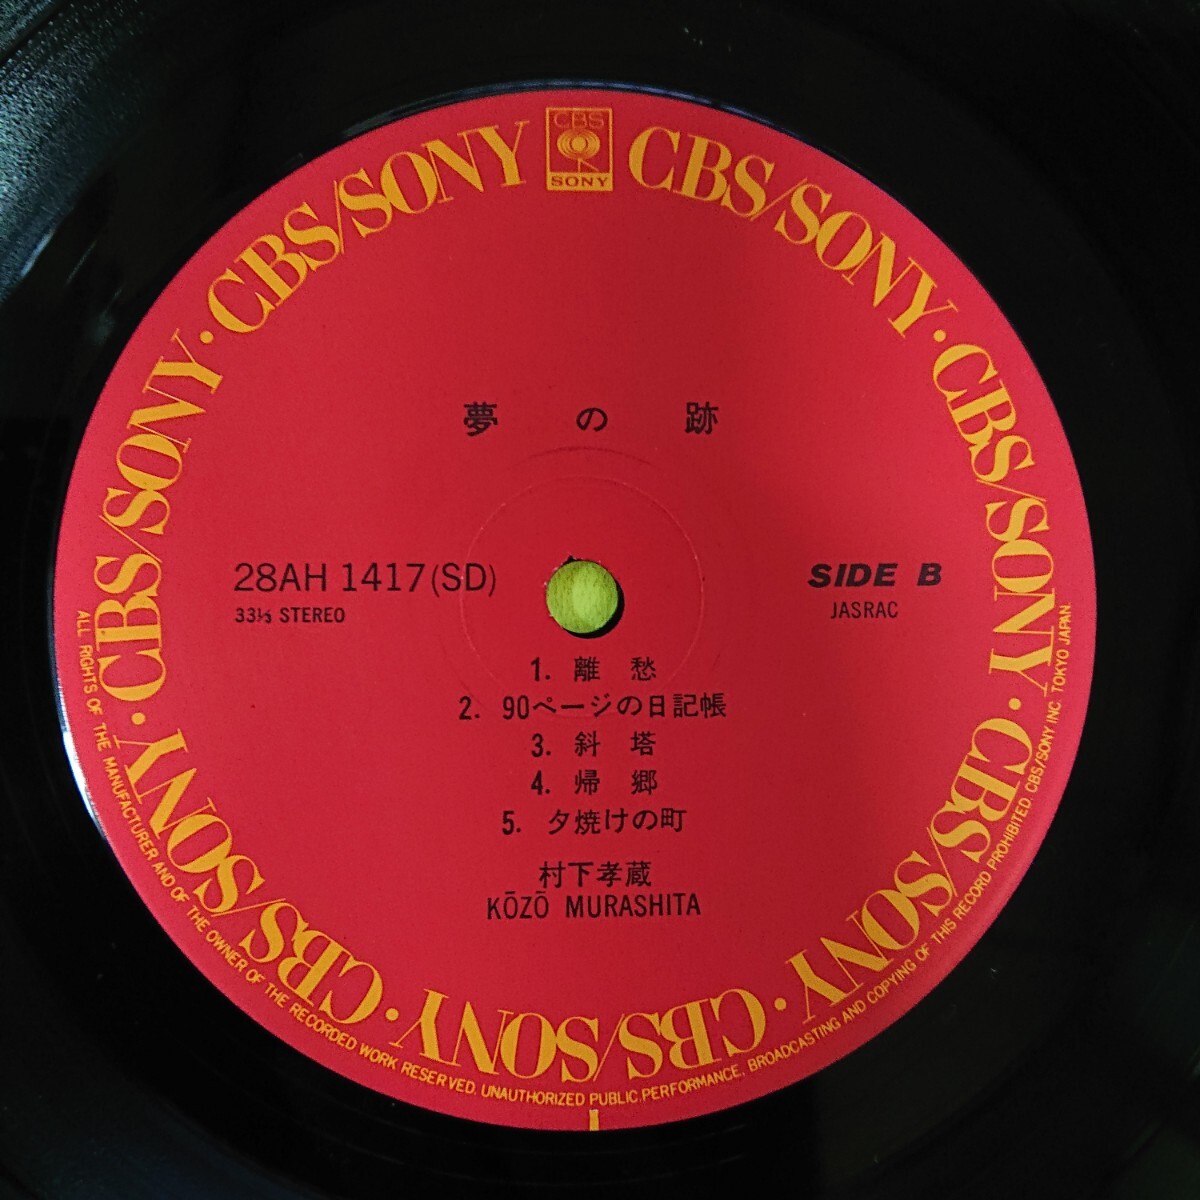 CBS
SONY
CBS/SONY · CBS/SONY · CBS/SONY · CBS/SONY · CBS/SONY · CBS/SONY · CBS/SONY · CBS/SONY
夢の跡
28AH 1417(SD)
33⅓ STEREO
SIDE B
JASRAC
1. 離愁
2. 90ページの日記帳
3. 斜塔
4. 帰郷
5. 夕焼けの町
村下孝蔵
KŌZŌ MURASHITA
ALL RIGHTS OF THE MANUFACTURER AND OF THE OWNER OF THE RECORDED WORK RESERVED. UNAUTHORIZED PUBLIC PERFORMANCE, BROADCASTING AND COPYING OF THIS RECORD PROHIBITED. CBS/SONY INC. TOKYO JAPAN.